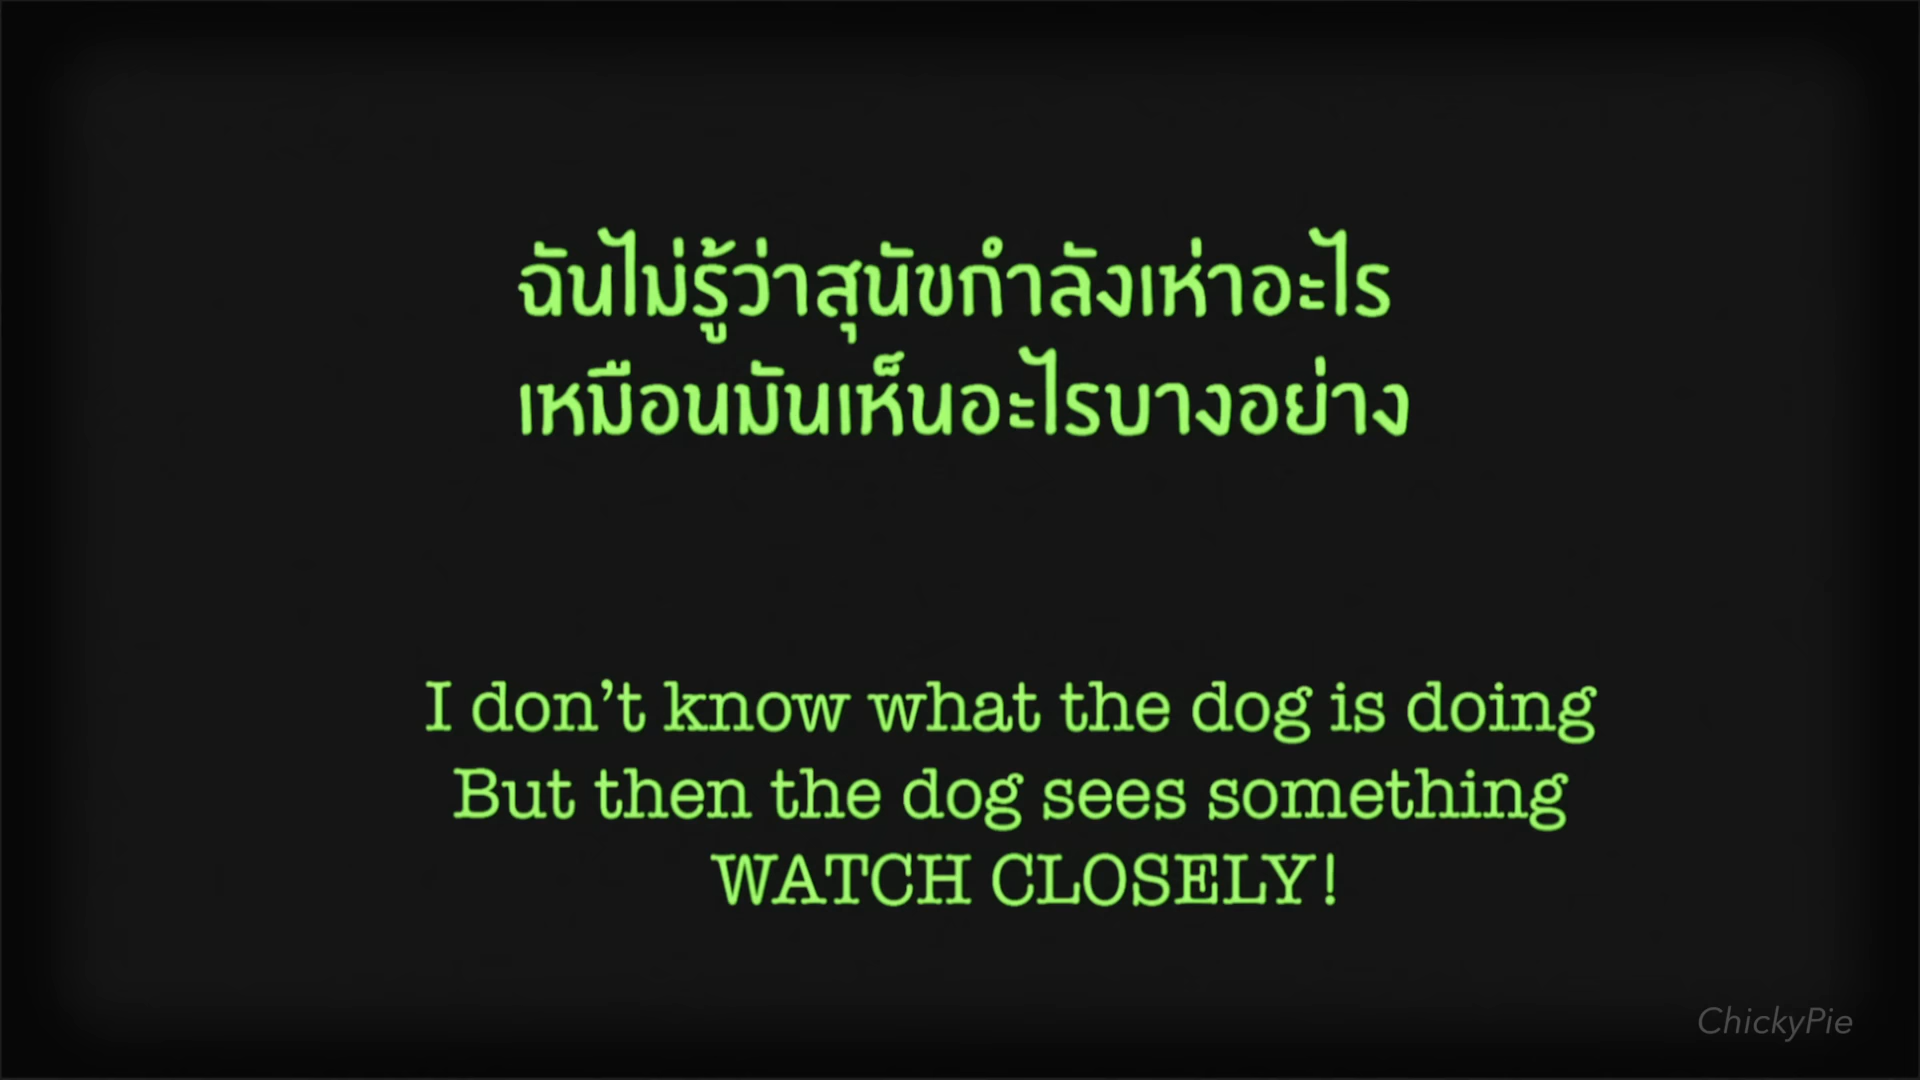 ฉันไม่รู้ว่าสุนัขกำลังเห่าอะไร
เหมือนมันเห็นอะไรบางอย่าง
I don’t know what the dog is doing
But then the dog sees something
WATCH CLOSELY!
ChickyPie